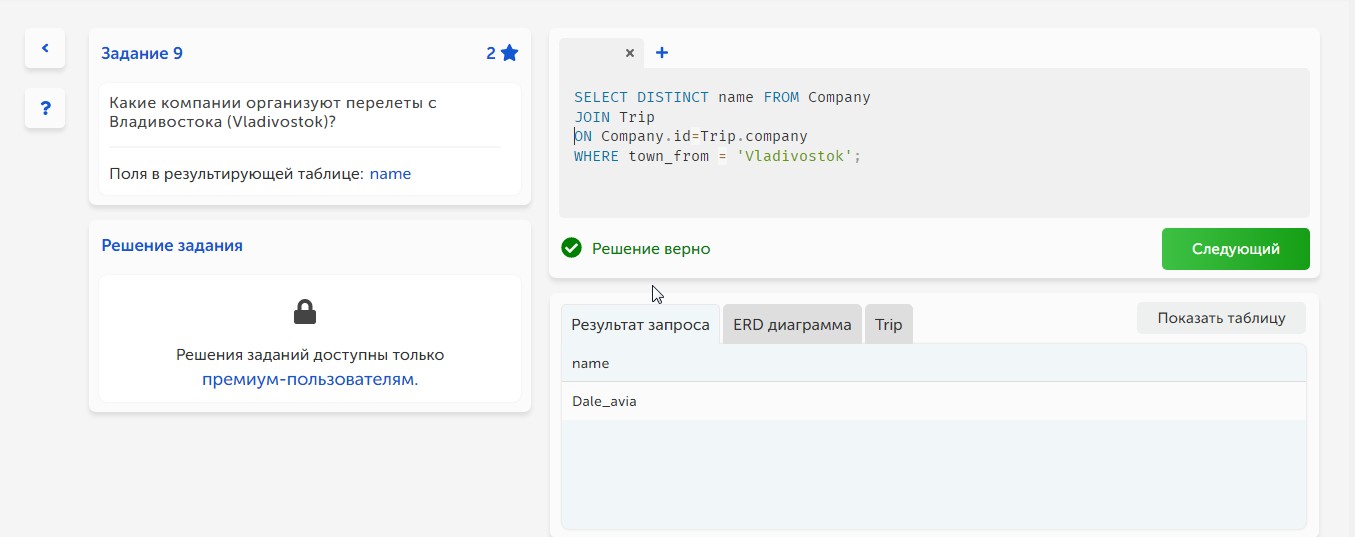 Задание 9
2
?
Какие компании организуют перелеты с
Владивостока (Vladivostok)?
Поля в результирующей таблице: name
Решение задания
Решения заданий доступны только
премиум-пользователям.
× +
SELECT DISTINCT name FROM Company
JOIN Trip
ON Company.id=Trip.company
WHERE town_from = 'Vladivostok';
Решение верно
Следующий
Результат запроса
ERD диаграмма
Trip
Показать таблицу
name
Dale_avia